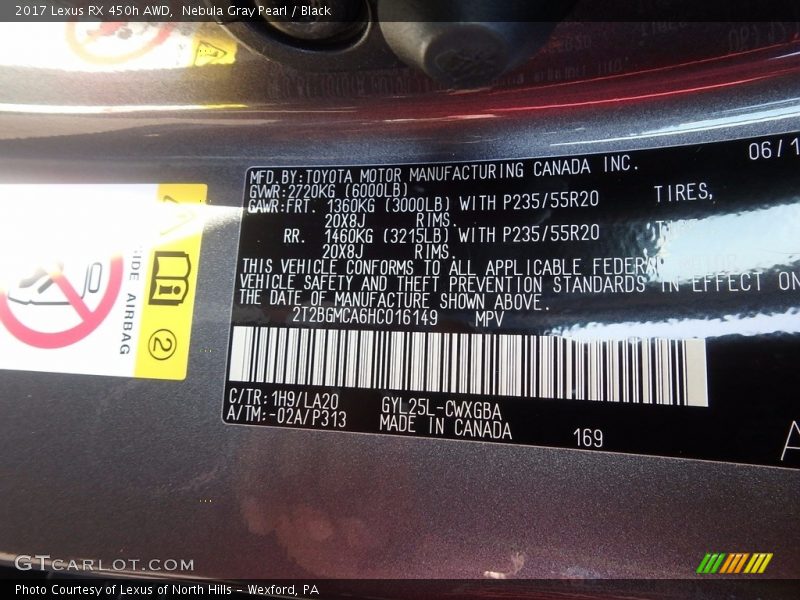 2017 Lexus RX 450h AWD, Nebula Gray Pearl / Black
06/1
MFD.BY:TOYOTA MOTOR MANUFACTURING CANADA INC.
GVWR:2720KG (6000LB)
GAWR:FRT. 1360KG (3000LB) WITH P235/55R20 TIRES,
20X8J RIMS.
RR. 1460KG (3215LB) WITH P235/55R20
20X8J RIMS.
THIS VEHICLE CONFORMS TO ALL APPLICABLE FEDERAL MOTOR
VEHICLE SAFETY AND THEFT PREVENTION STANDARDS IN EFFECT ON
THE DATE OF MANUFACTURE SHOWN ABOVE.
2T2BGMCA6HC016149 MPV
C/TR:1H9/LA20 GYL25L-CWXGBA
A/TM:-02A/P313 MADE IN CANADA
169
A
IDE AIRBAG
2
GTCARLOT.COM
Photo Courtesy of Lexus of North Hills - Wexford, PA